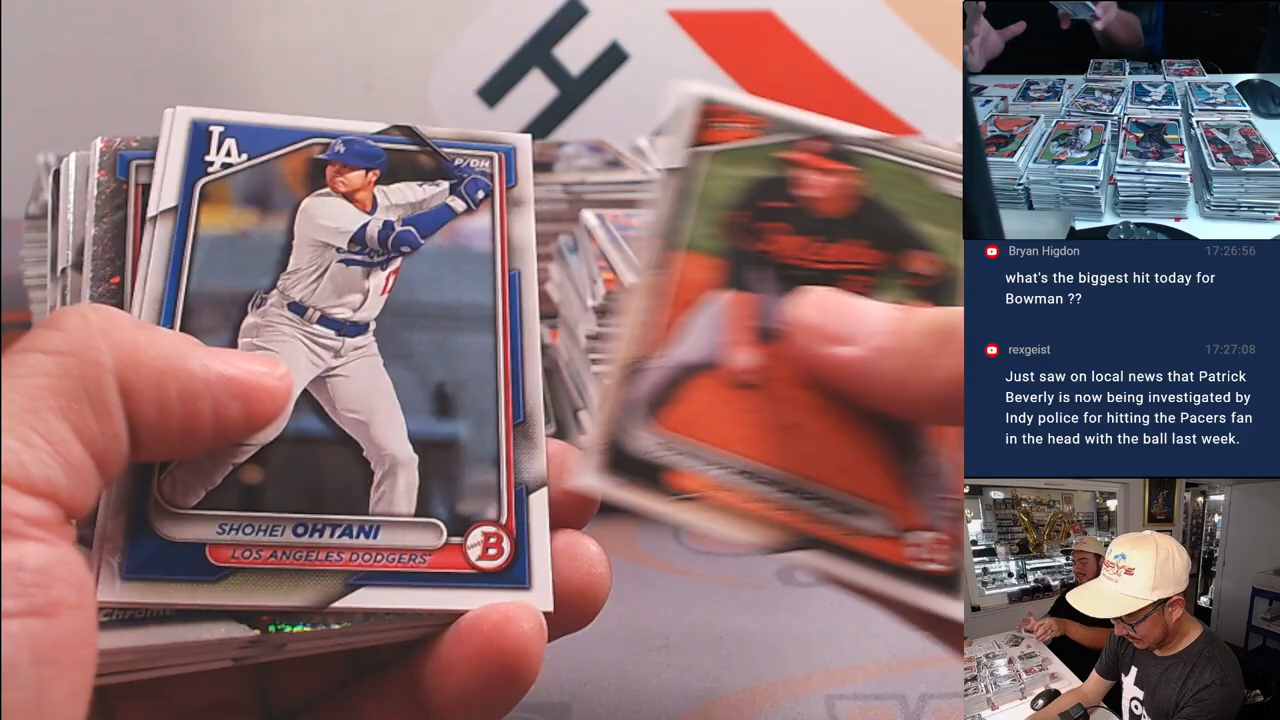 LA
P/DH
SHOHEI OHTANI
LOS ANGELES DODGERS
B
Chrome
H
Bryan Higdon 17:26:56
what's the biggest hit today for
Bowman ??
rexgeist 17:27:08
Just saw on local news that Patrick
Beverly is now being investigated by
Indy police for hitting the Pacers fan
in the head with the ball last week.